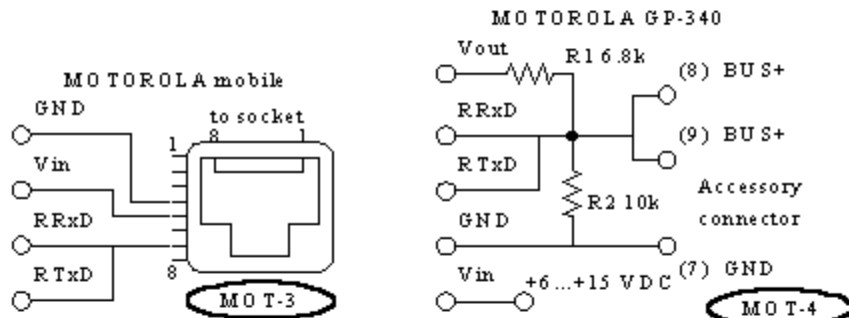 MOTOROLA mobile
GND
to socket
8 1
1
Vin
RRxD
RTxD
8
MOT-3
MOTOROLA GP-340
Vout
R1 6.8k
(8) BUS+
RRxD
(9) BUS+
RTxD
R2 10k
Accessory
connector
GND
(7) GND
Vin
+6...+15 VDC
MOT-4